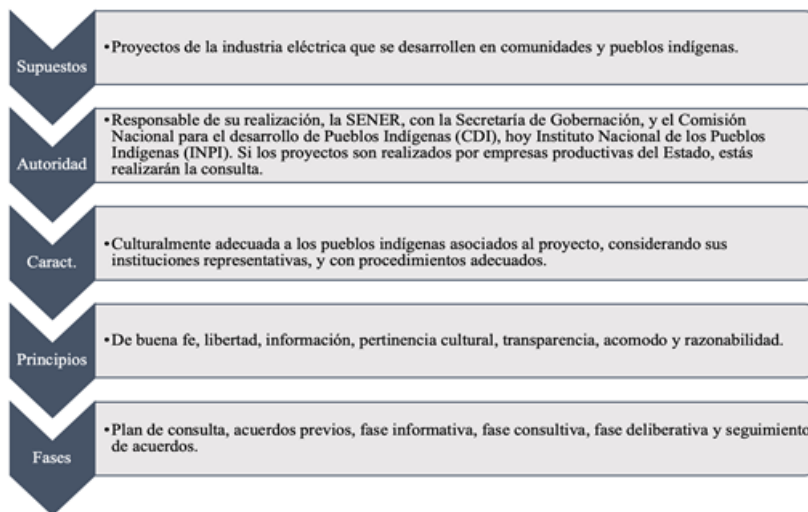 Supuestos
•Proyectos de la industria eléctrica que se desarrollen en comunidades y pueblos indígenas.
Autoridad
•Responsable de su realización, la SENER, con la Secretaría de Gobernación, y el Comisión
Nacional para el desarrollo de Pueblos Indígenas (CDI), hoy Instituto Nacional de los Pueblos
Indígenas (INPI). Si los proyectos son realizados por empresas productivas del Estado, estás
realizarán la consulta.
Caract.
•Culturalmente adecuada a los pueblos indígenas asociados al proyecto, considerando sus
instituciones representativas, y con procedimientos adecuados.
Principios
•De buena fe, libertad, información, pertinencia cultural, transparencia, acomodo y razonabilidad.
Fases
•Plan de consulta, acuerdos previos, fase informativa, fase consultiva, fase deliberativa y seguimiento
de acuerdos.